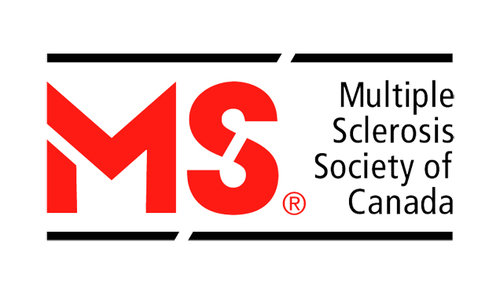 MS®
Multiple
Sclerosis
Society of
Canada